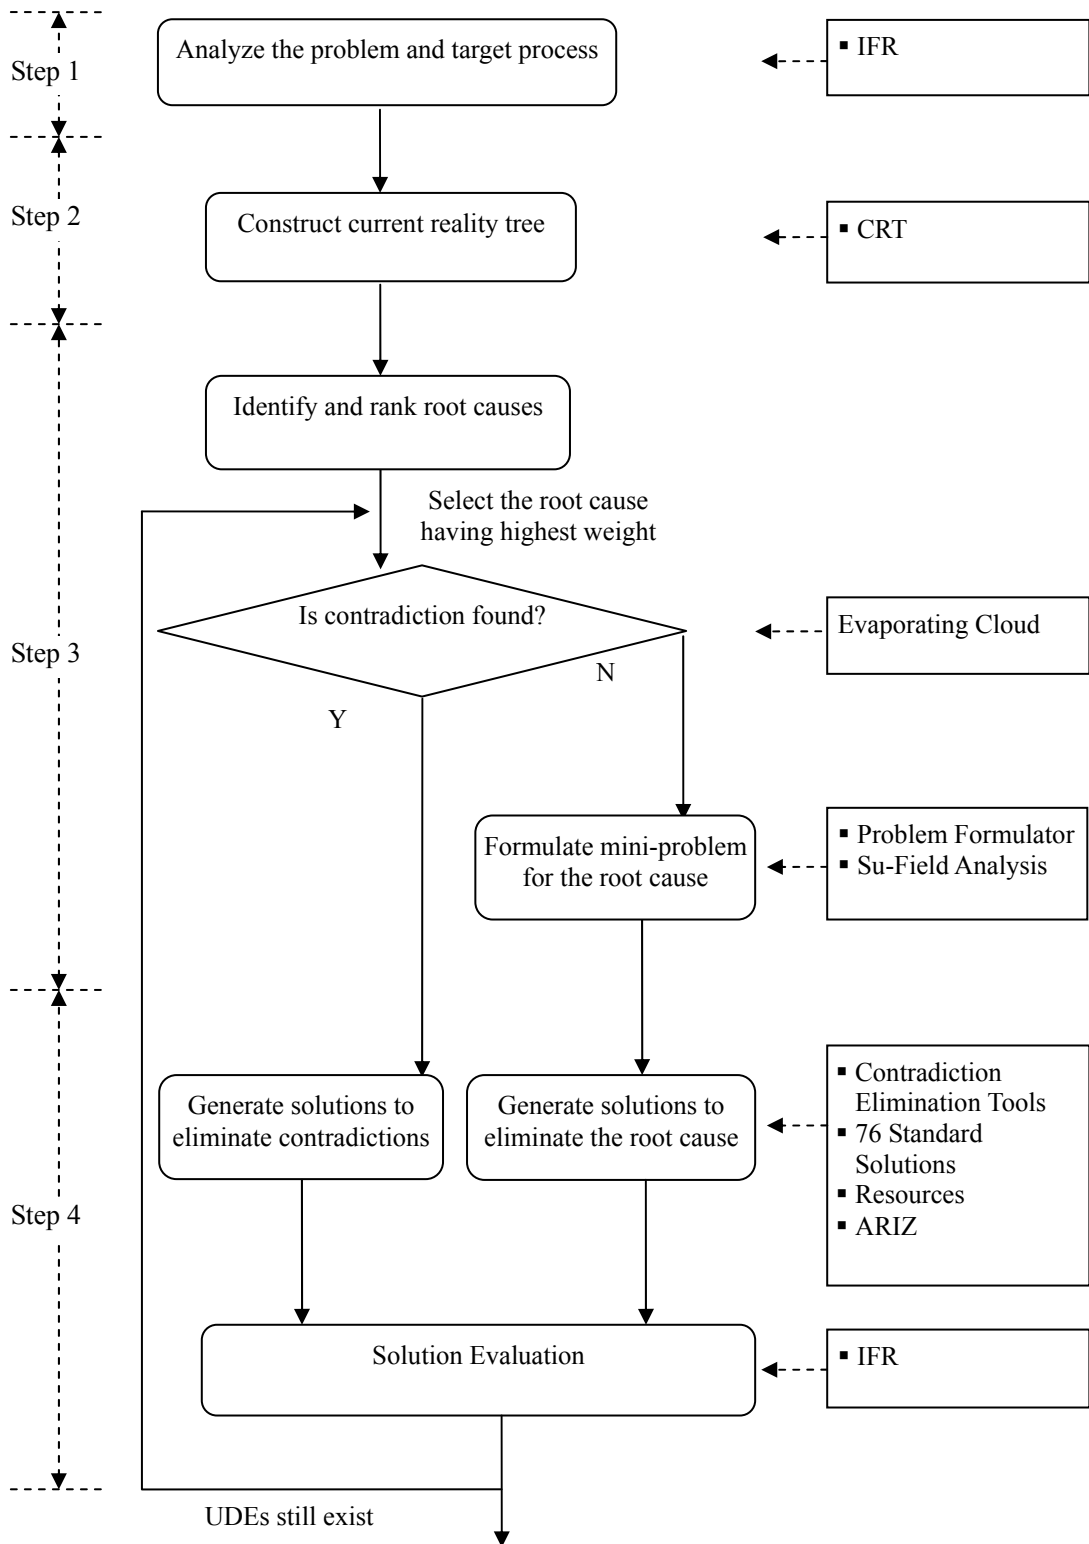 Step 1
Analyze the problem and target process
▪ IFR
Step 2
Construct current reality tree
▪ CRT
Identify and rank root causes
Select the root cause
having highest weight
Is contradiction found?
Evaporating Cloud
Step 3
N
Y
Formulate mini-problem
for the root cause
▪ Problem Formulator
▪ Su-Field Analysis
Generate solutions to
eliminate contradictions
Generate solutions to
eliminate the root cause
▪ Contradiction
Elimination Tools
▪ 76 Standard
Solutions
▪ Resources
▪ ARIZ
Step 4
Solution Evaluation
▪ IFR
UDEs still exist